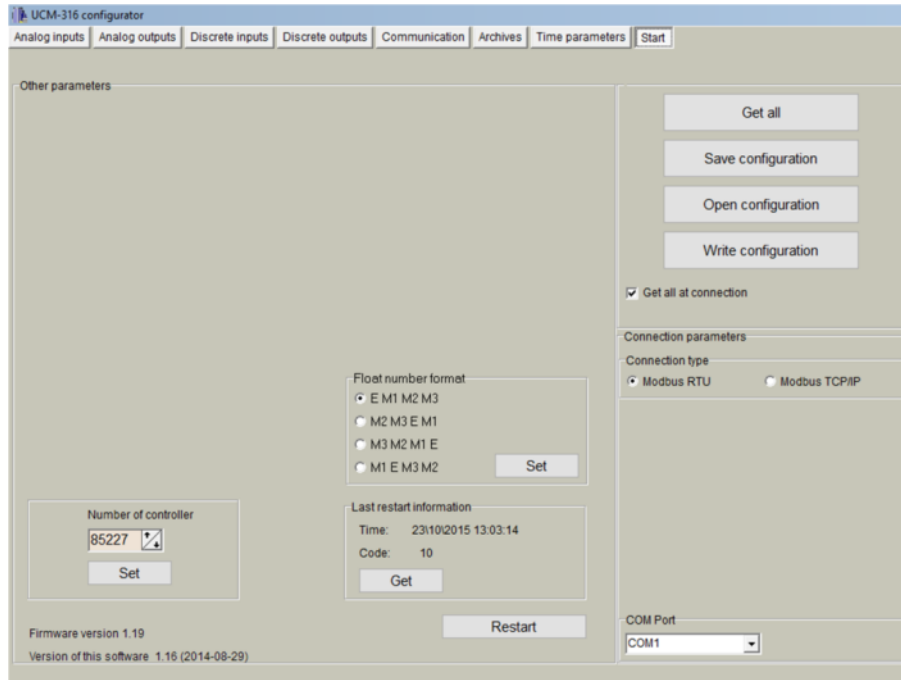 UCM-316 configurator
Analog inputs Analog outputs Discrete inputs Discrete outputs Communication Archives Time parameters Start
Other parameters
Get all
Save configuration
Open configuration
Write configuration
Get all at connection
Connection parameters
Connection type
Modbus RTU Modbus TCP/IP
Float number format
E M1 M2 M3
M2 M3 E M1
M3 M2 M1 E
M1 E M3 M2
Set
Number of controller
85227
Set
Last restart information
Time: 23\10\2015 13:03:14
Code: 10
Get
Restart
Firmware version 1.19
Version of this software 1.16 (2014-08-29)
COM Port
COM1